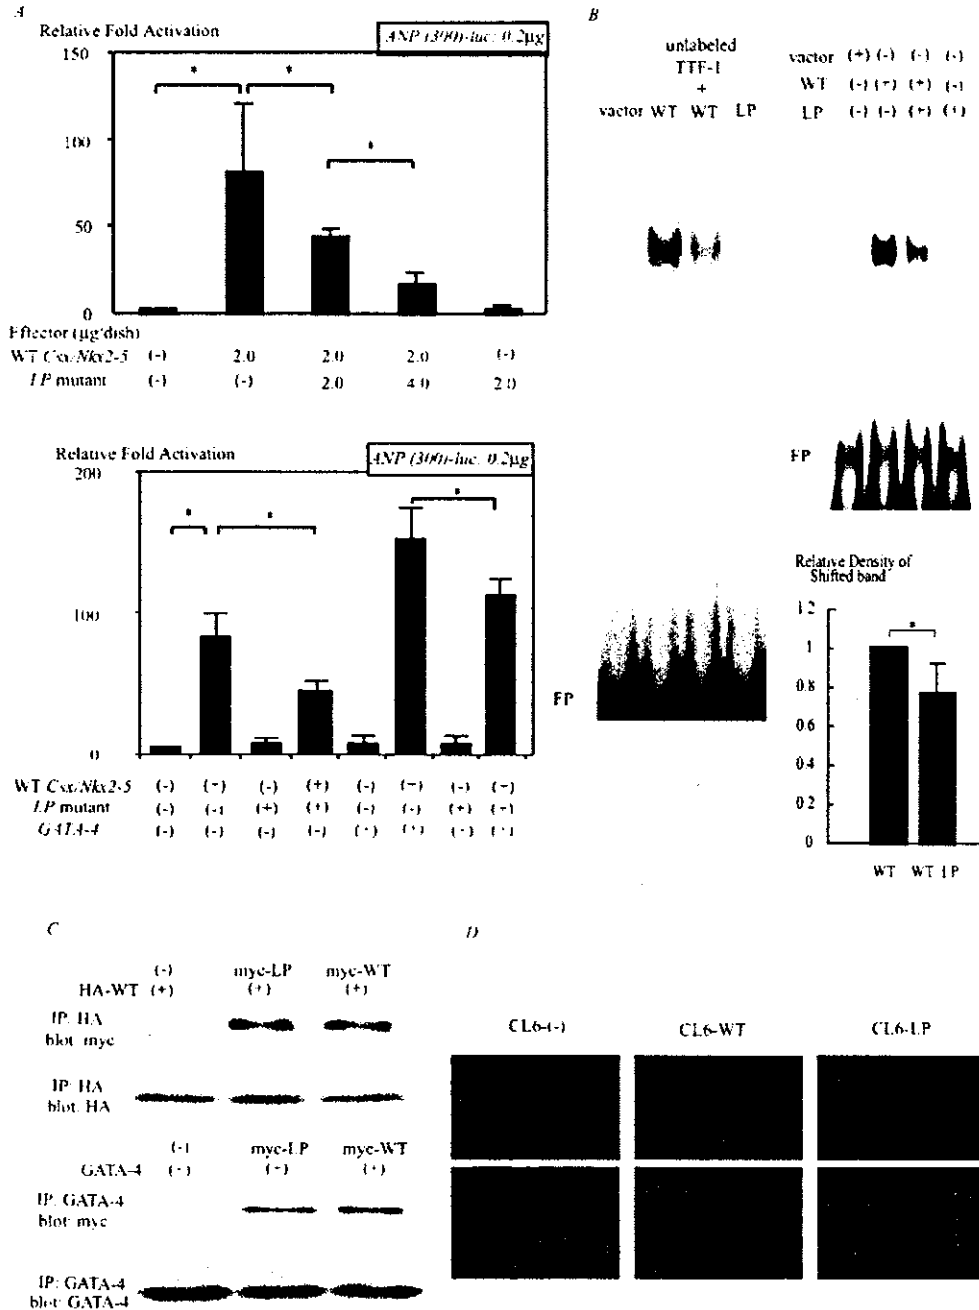 A
Relative Fold Activation
ANP (300)-luc: 0.2µg
150
100
50
0
Effector (µg/dish)
WT Csx/Nkx2-5 (-) 2.0 2.0 2.0 (-)
LP mutant (-) (-) 2.0 4.0 2.0
Relative Fold Activation
ANP (300)-luc: 0.2µg
200
100
0
WT Csx/Nkx2-5 (-) (+) (-) (+) (-) (+) (-) (+)
LP mutant (-) (-) (+) (+) (-) (-) (+) (+)
GATA-4 (-) (-) (-) (-) (+) (+) (+) (+)
B
unlabeled
TTF-1
+
vactor WT WT LP
vactor (+) (-) (-) (-)
WT (-) (+) (+) (-)
LP (-) (-) (+) (+)
FP
FP
Relative Density of
Shifted band
1.2
1
0.8
0.6
0.4
0.2
0
*
WT WT LP
C
(-) myc-LP myc-WT
HA-WT (+) (+) (+)
IP: HA
blot: myc
IP: HA
blot: HA
(-) myc-LP myc-WT
GATA-4 (+) (+) (+)
IP: GATA-4
blot: myc
IP: GATA-4
blot: GATA-4
D
CL6-(-) CL6-WT CL6-LP